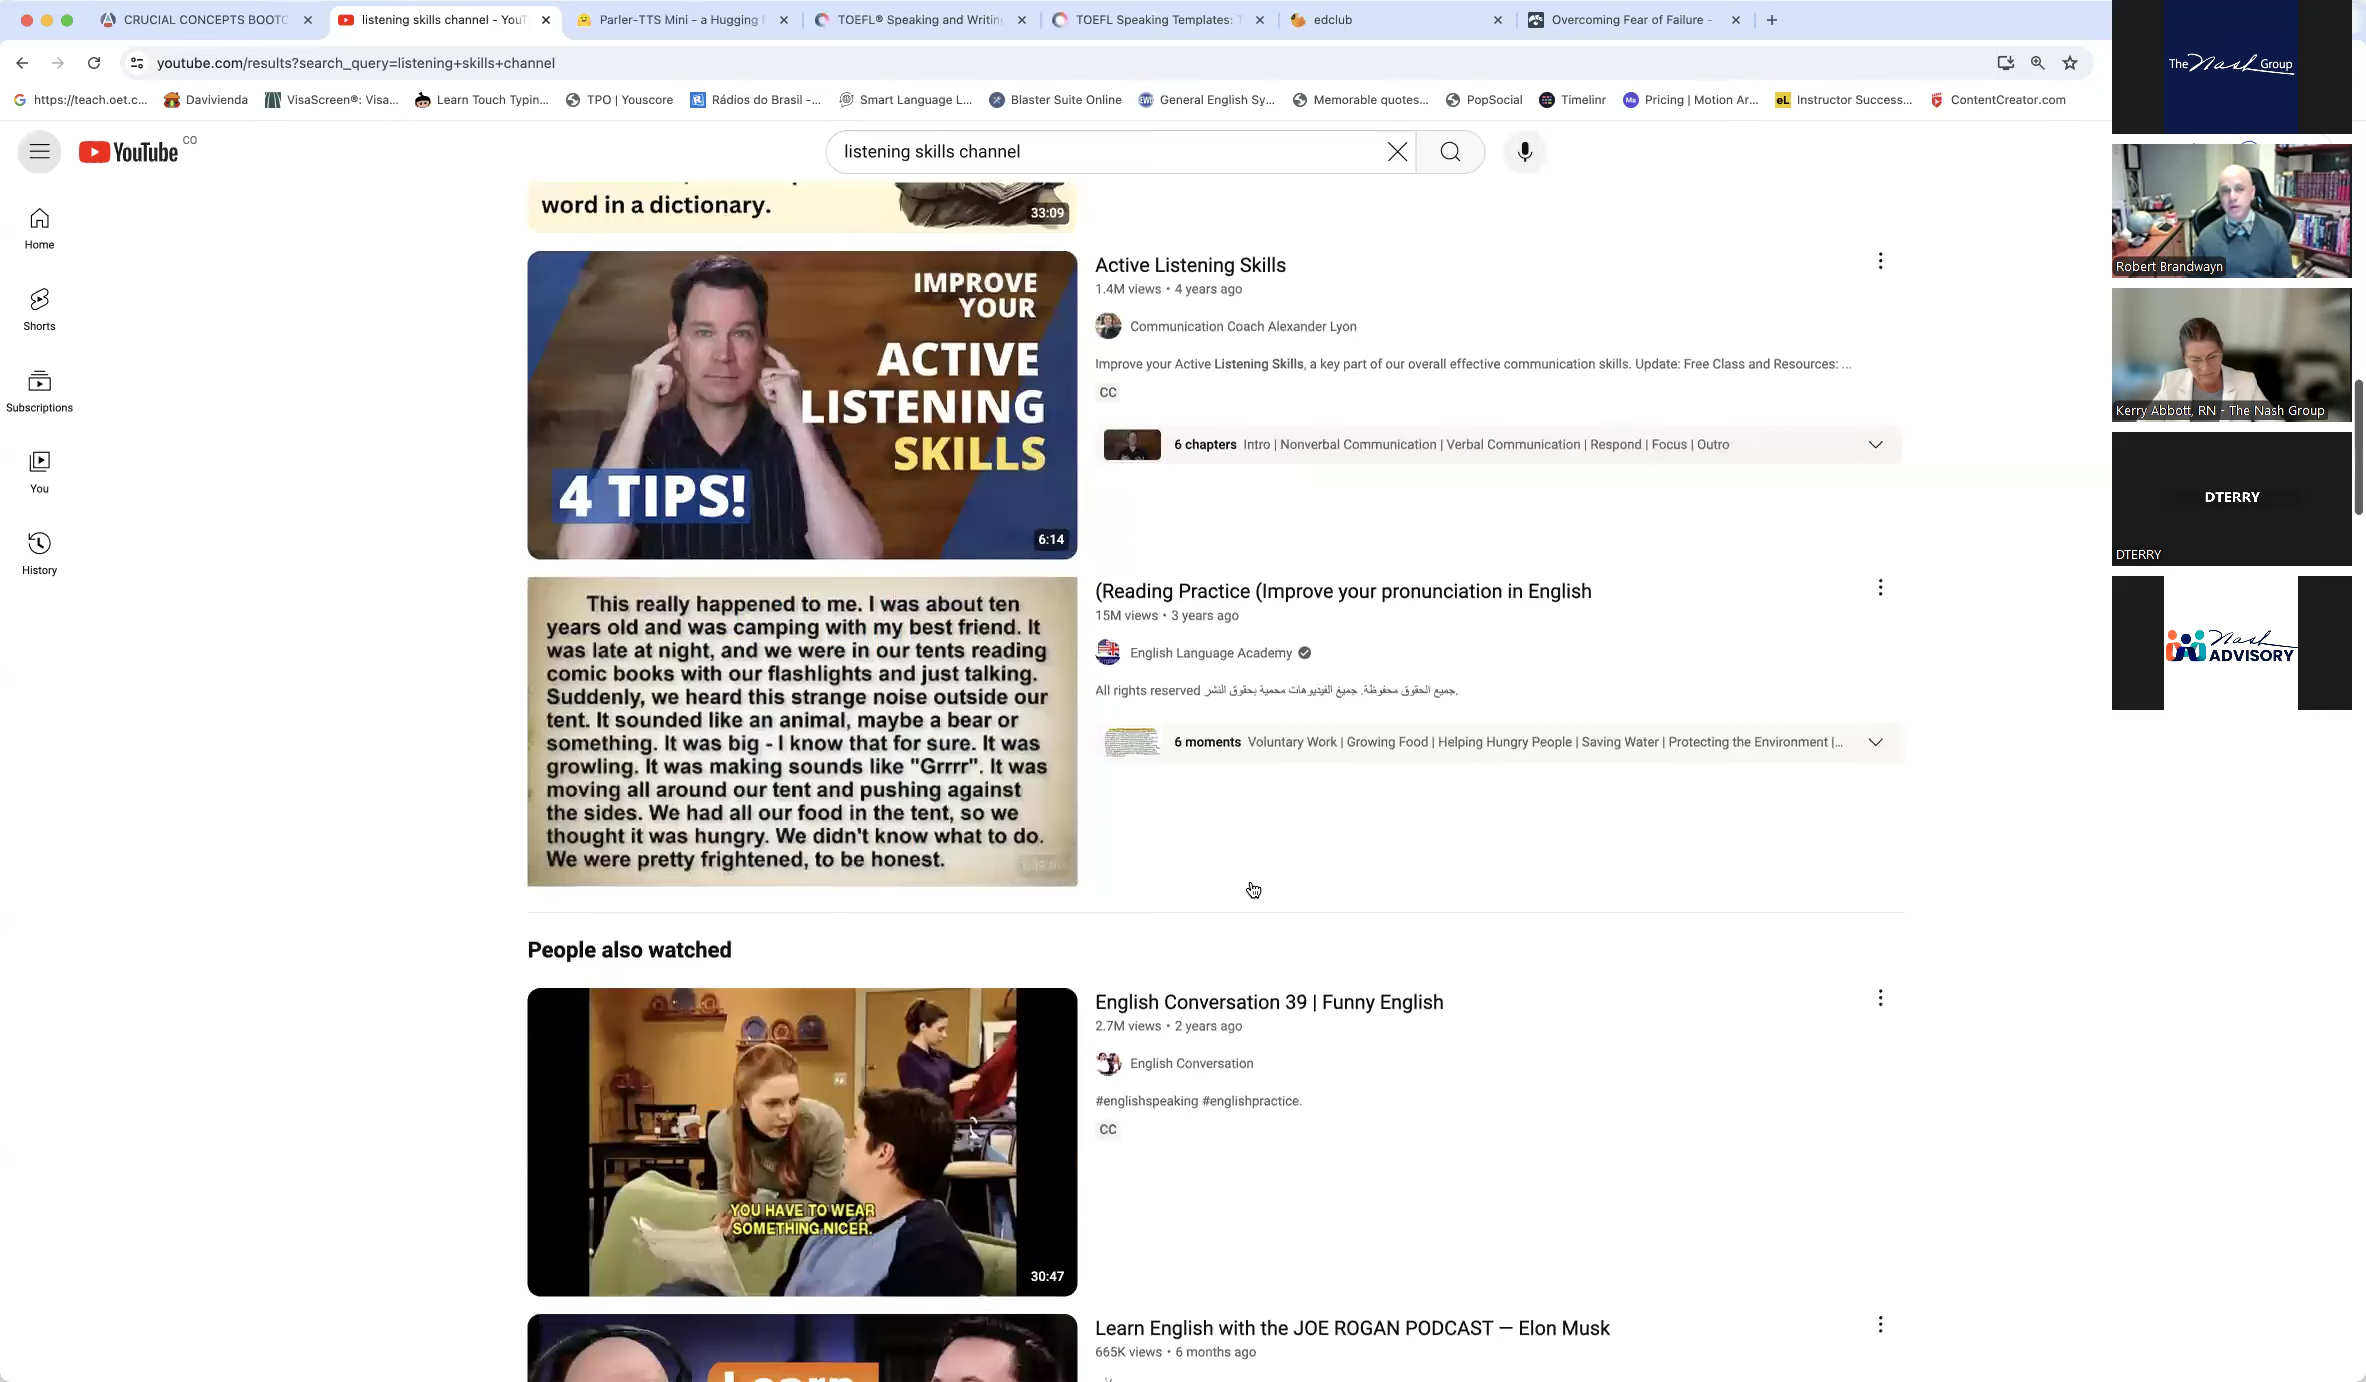 CRUCIAL CONCEPTS BOOTC
listening skills channel - YouT
Parler-TTS Mini - a Hugging F
TOEFL® Speaking and Writing
TOEFL Speaking Templates: T
edclub
Overcoming Fear of Failure -
youtube.com/results?search_query=listening+skills+channel
https://teach.oet.c...
Davivienda
VisaScreen®: Visa...
Learn Touch Typin...
TPO | Youscore
Rádios do Brasil -...
Smart Language L...
Blaster Suite Online
General English Sy...
Memorable quotes...
PopSocial
Timelinr
Pricing | Motion Ar...
Instructor Success...
ContentCreator.com
YouTube CO
listening skills channel
Home
Shorts
Subscriptions
You
History
word in a dictionary.
33:09
IMPROVE
YOUR
ACTIVE
LISTENING
SKILLS
4 TIPS!
6:14
Active Listening Skills
1.4M views • 4 years ago
Communication Coach Alexander Lyon
Improve your Active Listening Skills, a key part of our overall effective communication skills. Update: Free Class and Resources: ...
CC
6 chapters Intro | Nonverbal Communication | Verbal Communication | Respond | Focus | Outro
This really happened to me. I was about ten
years old and was camping with my best friend. It
was late at night, and we were in our tents reading
comic books with our flashlights and just talking.
Suddenly, we heard this strange noise outside our
tent. It sounded like an animal, maybe a bear or
something. It was big - I know that for sure. It was
growling. It was making sounds like "Grrrr". It was
moving all around our tent and pushing against
the sides. We had all our food in the tent, so we
thought it was hungry. We didn't know what to do.
We were pretty frightened, to be honest.
(Reading Practice (Improve your pronunciation in English
15M views • 3 years ago
English Language Academy
All rights reserved جميع الحقوق محفوظة. جميع الفيديوهات محمية بحقوق النشر.
6 moments Voluntary Work | Growing Food | Helping Hungry People | Saving Water | Protecting the Environment |...
People also watched
YOU HAVE TO WEAR
SOMETHING NICER.
30:47
English Conversation 39 | Funny English
2.7M views • 2 years ago
English Conversation
#englishspeaking #englishpractice.
CC
Learn
Learn English with the JOE ROGAN PODCAST — Elon Musk
665K views • 6 months ago
The Nash Group
Robert Brandwayn
Kerry Abbott, RN - The Nash Group
DTERRY
DTERRY
Nash
ADVISORY